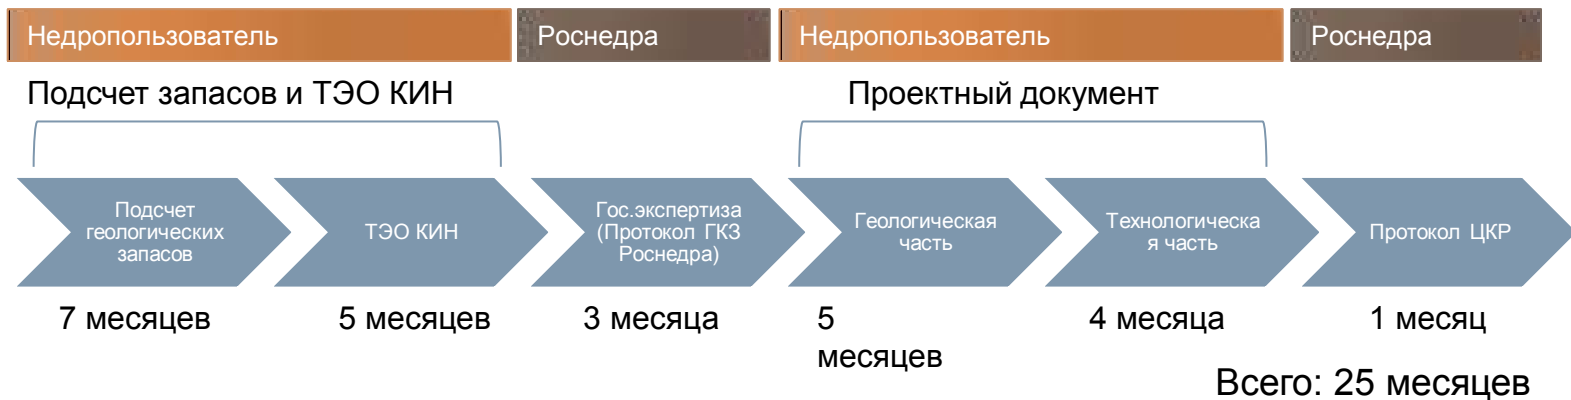 Недропользователь
Роснедра
Недропользователь
Роснедра
Подсчет запасов и ТЭО КИН
Проектный документ
Подсчет
геологических
запасов
ТЭО КИН
Гос.экспертиза
(Протокол ГКЗ
Роснедра)
Геологическая
часть
Технологическа
я часть
Протокол ЦКР
7 месяцев
5 месяцев
3 месяца
5
месяцев
4 месяца
1 месяц
Всего: 25 месяцев